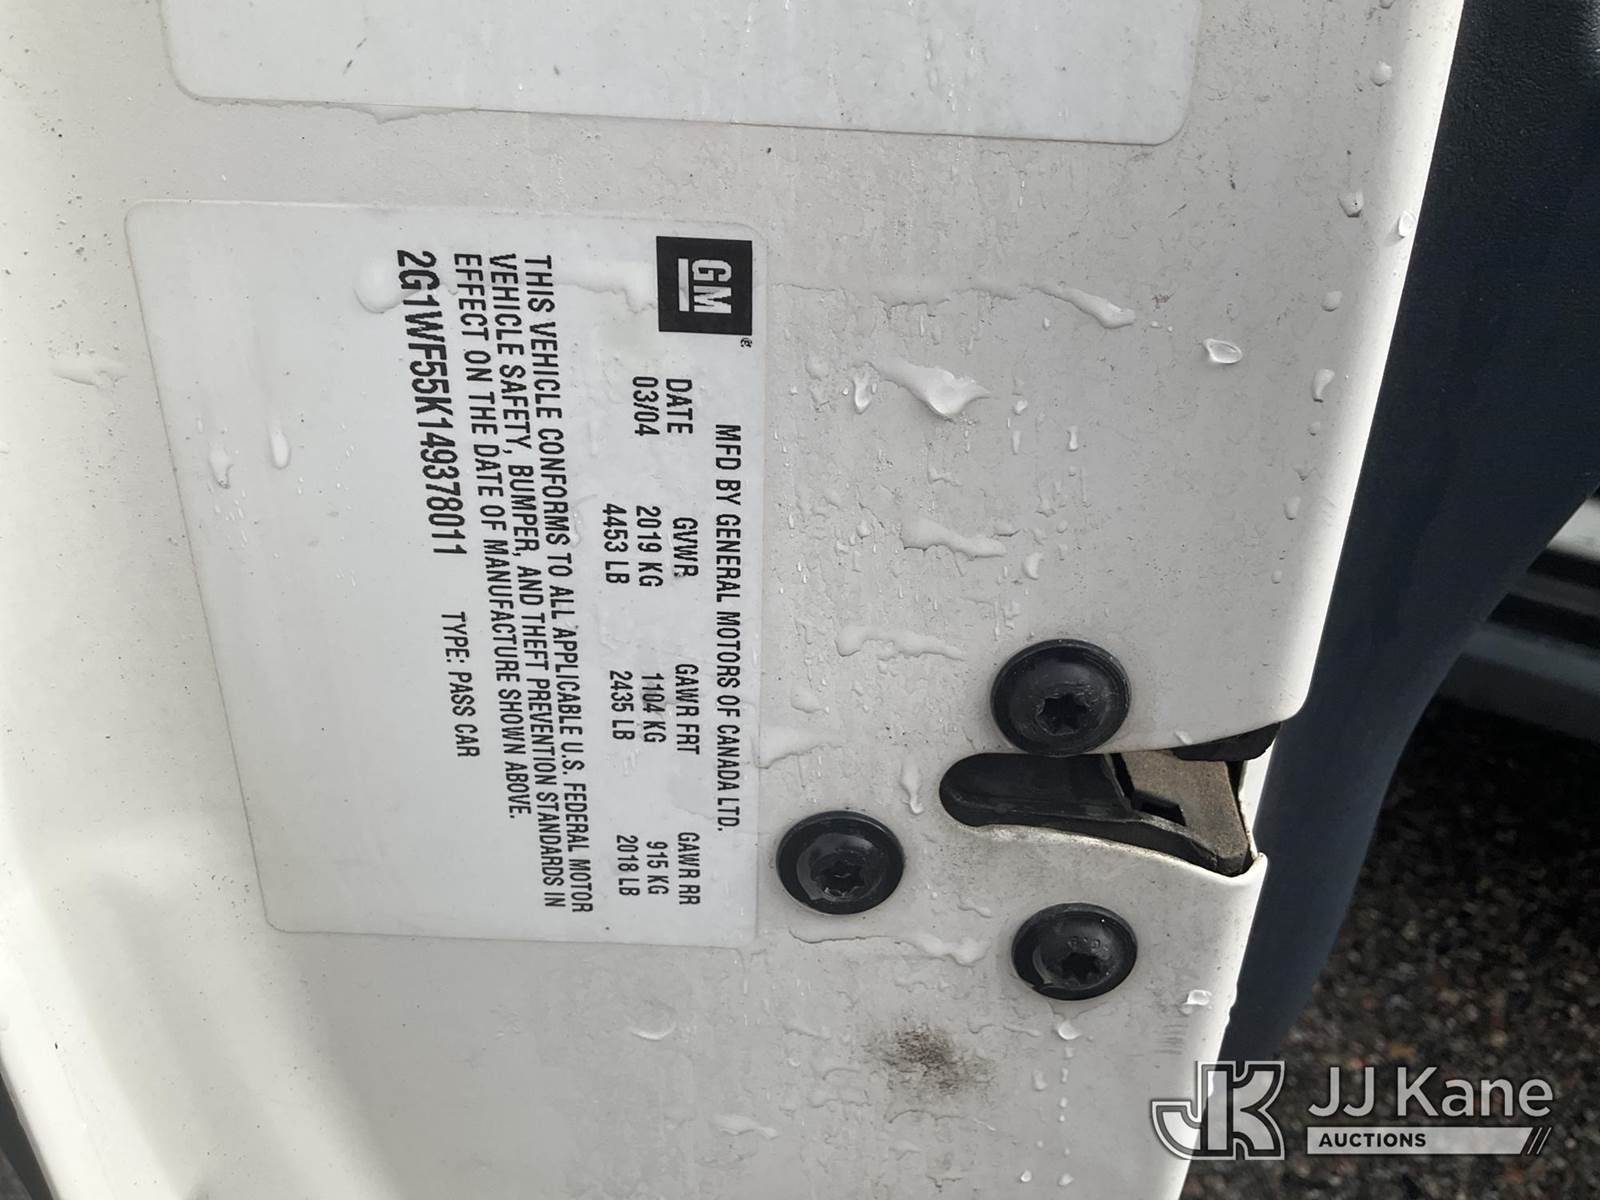 GM
MFD BY GENERAL MOTORS OF CANADA LTD.
DATE GVWR GAWR FRT GAWR RR
03/04 2019 KG 1104 KG 915 KG
4453 LB 2435 LB 2018 LB
THIS VEHICLE CONFORMS TO ALL APPLICABLE U.S. FEDERAL MOTOR
VEHICLE SAFETY, BUMPER, AND THEFT PREVENTION STANDARDS IN
EFFECT ON THE DATE OF MANUFACTURE SHOWN ABOVE.
2G1WF55K149378011 TYPE: PASS CAR
JK JJ Kane
AUCTIONS